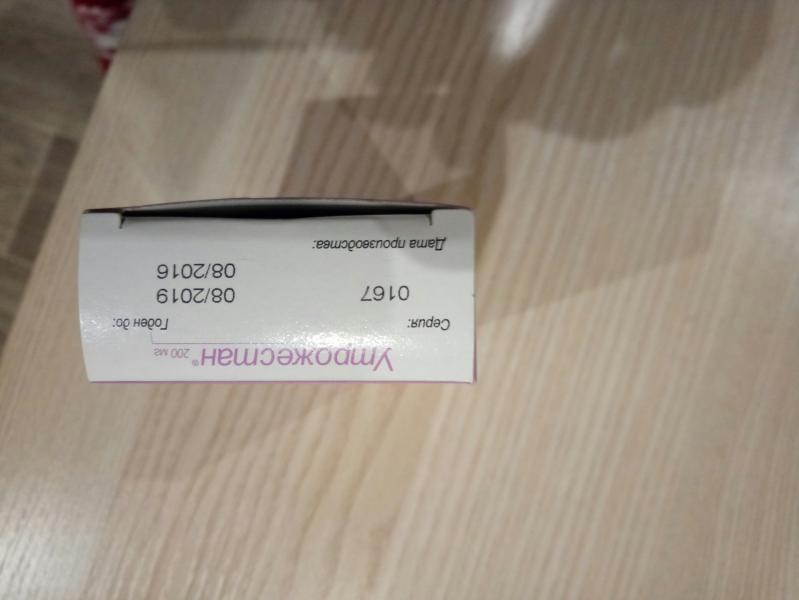 Утрожестан® 200 мг
Серия: Годен до:
0167 08/2019
08/2016
Дата производства: